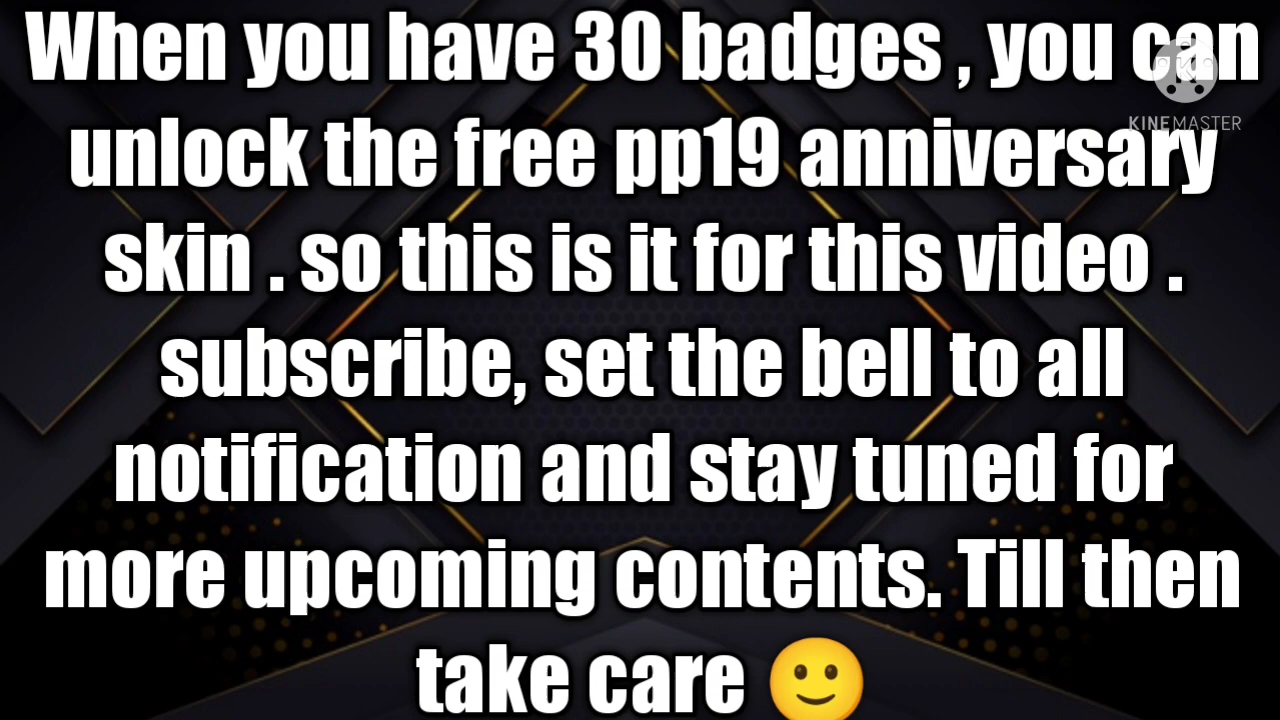 When you have 30 badges , you can
unlock the free pp19 anniversary
skin . so this is it for this video .
subscribe, set the bell to all
notification and stay tuned for
more upcoming contents. Till then
take care 🙂
KINEMASTER